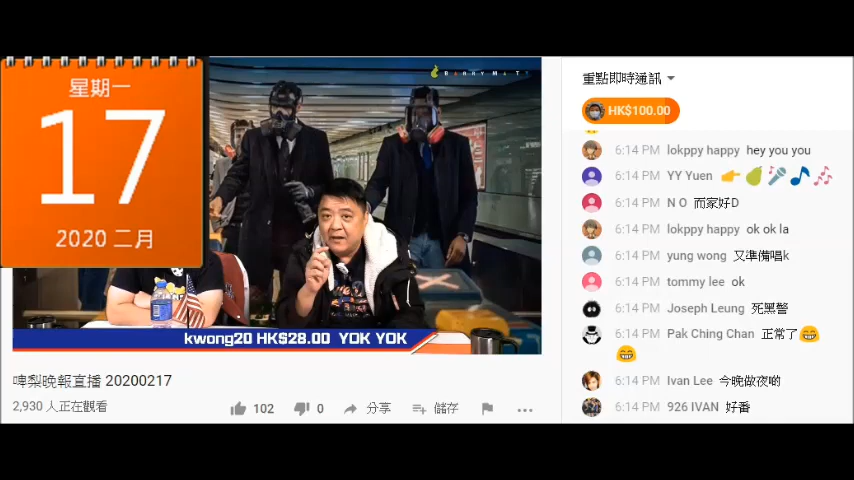 星期一
17
2020 二月
BERRY MATV
kwong20 HK$28.00 YOK YOK
啤梨晚報直播 20200217
2,930 人正在觀看
102
0
分享
儲存
重點即時通訊
HK$100.00
6:14 PM lokppy happy hey you you
6:14 PM YY Yuen 👉🍐🎤🎵🎶
6:14 PM N O 而家好D
6:14 PM lokppy happy ok ok la
6:14 PM yung wong 又準備唱k
6:14 PM tommy lee ok
6:14 PM Joseph Leung 死黑警
6:14 PM Pak Ching Chan 正常了😁
😁
6:14 PM Ivan Lee 今晚做夜喲
6:14 PM 926 IVAN 好番